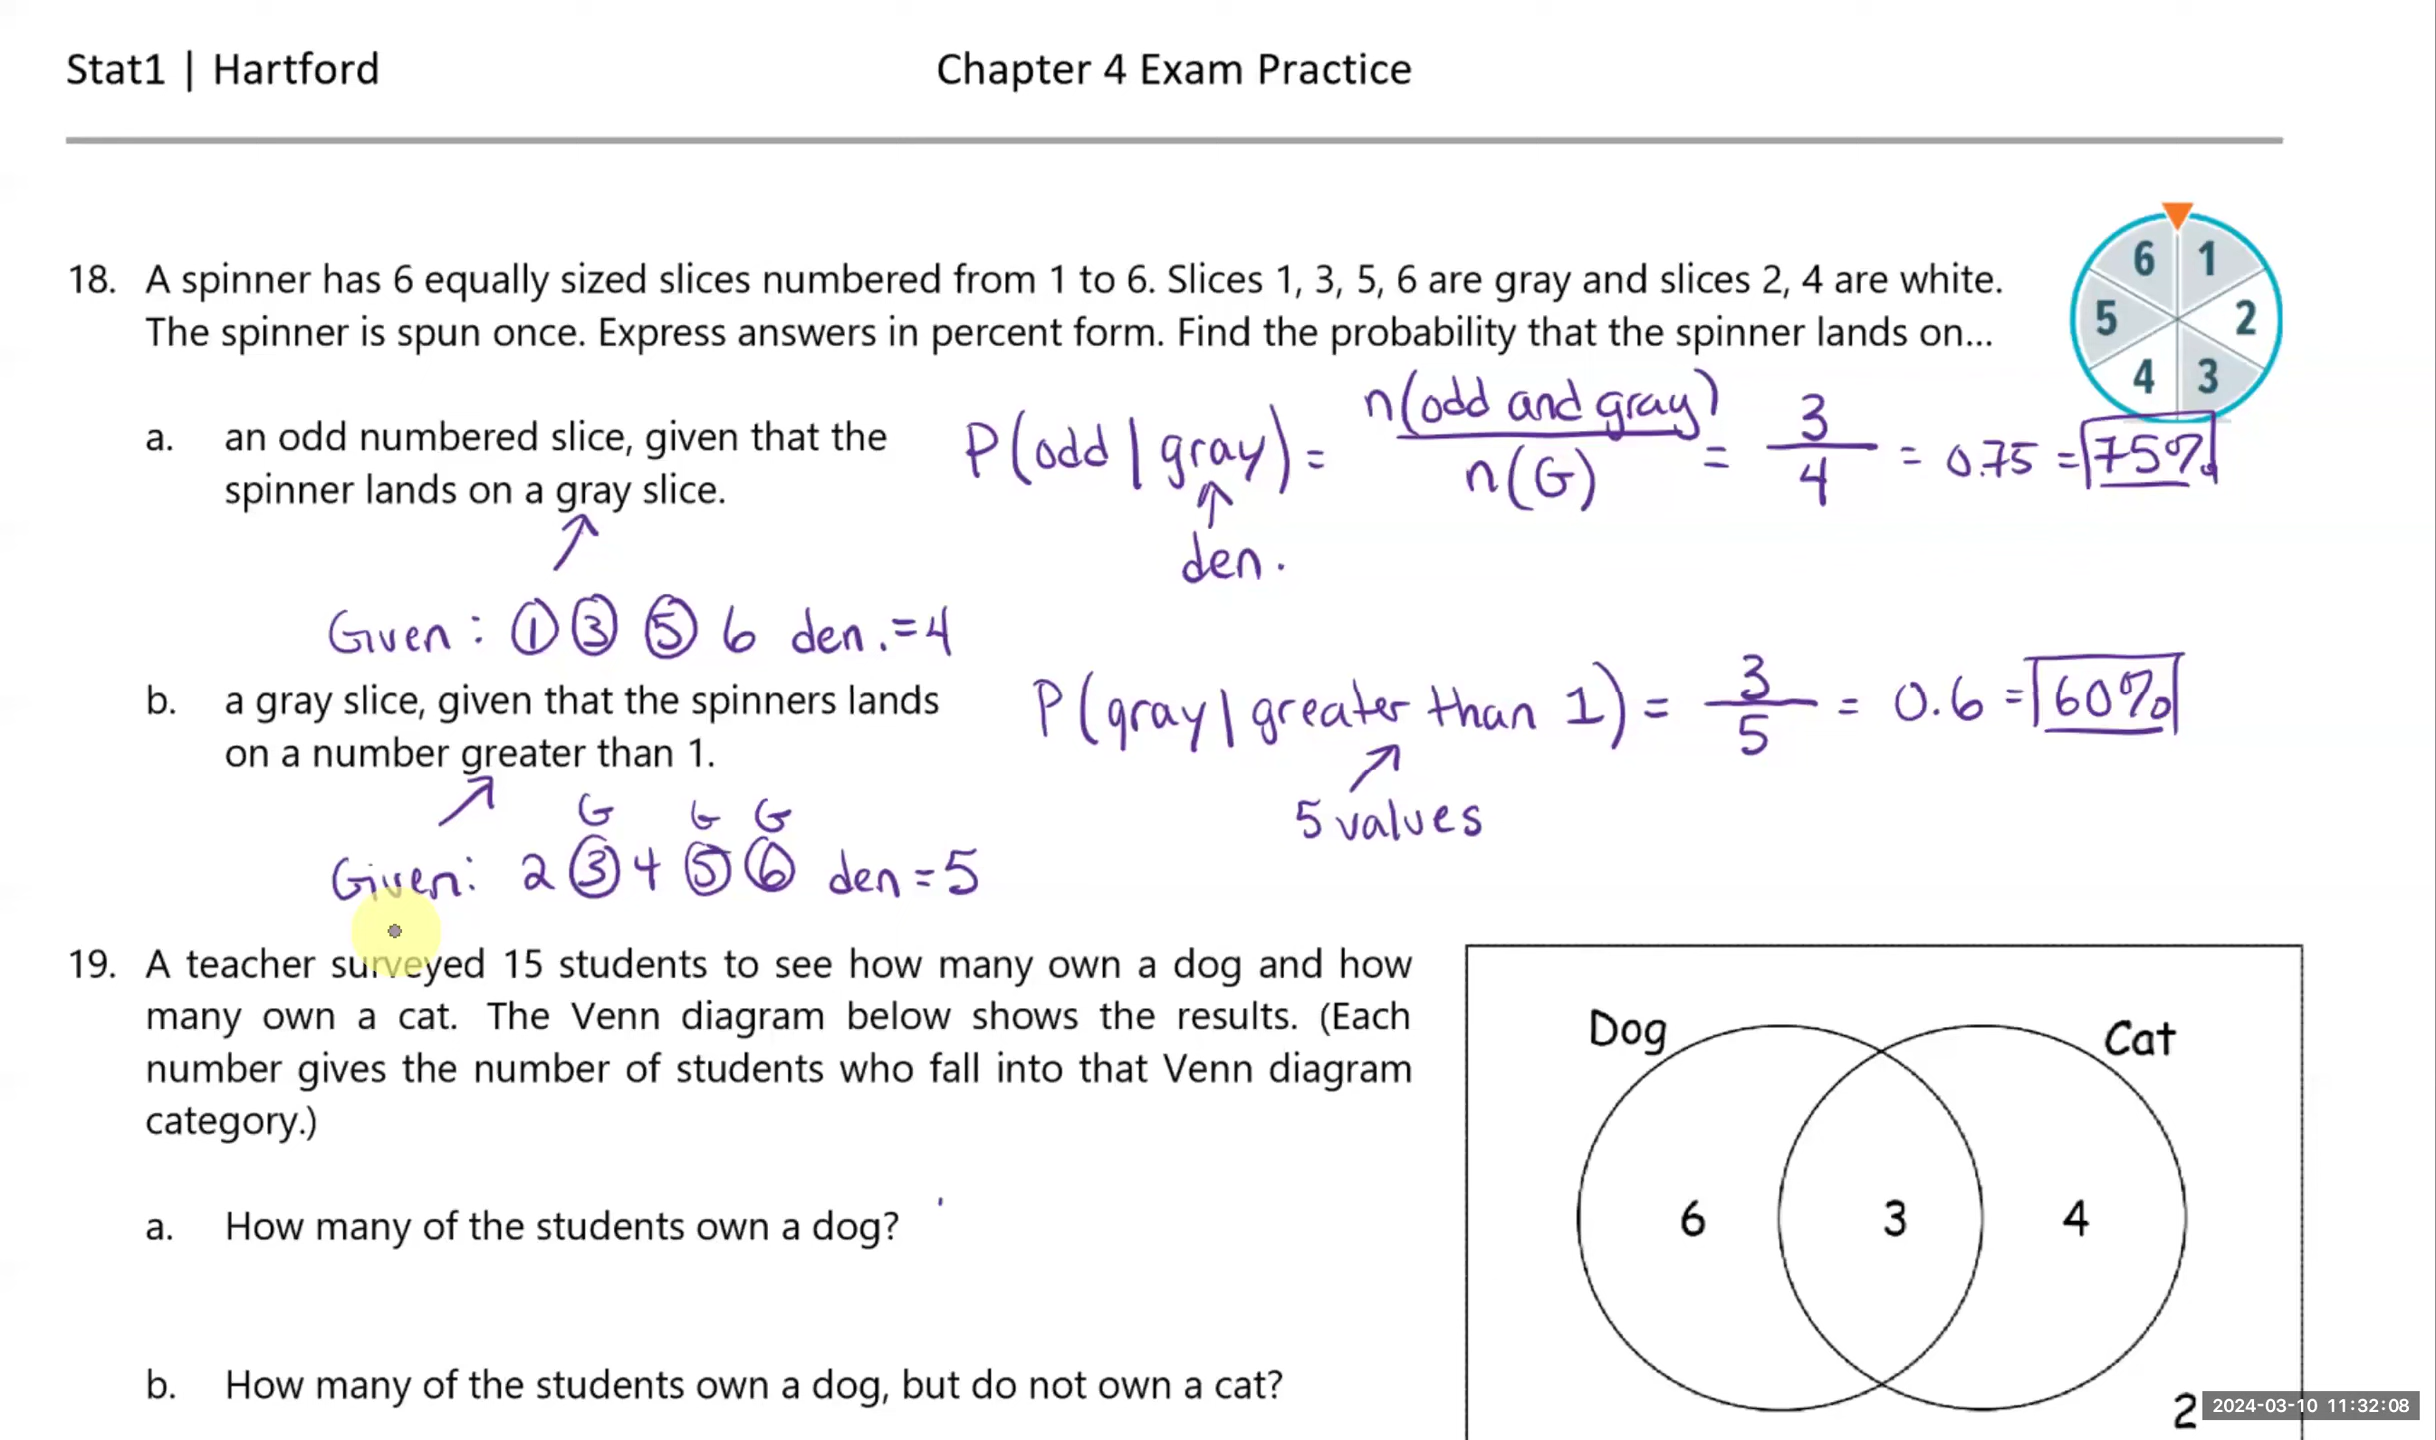 Stat1 | Hartford
Chapter 4 Exam Practice
18. A spinner has 6 equally sized slices numbered from 1 to 6. Slices 1, 3, 5, 6 are gray and slices 2, 4 are white.
The spinner is spun once. Express answers in percent form. Find the probability that the spinner lands on...
6 1
5 2
4 3
a. an odd numbered slice, given that the
spinner lands on a gray slice.
P(odd | gray) = n(odd and gray) / n(G) = 3/4 = 0.75 = 75%
den.
Given: 1 3 5 6 den. = 4
b. a gray slice, given that the spinners lands
on a number greater than 1.
P(gray | greater than 1) = 3/5 = 0.6 = 60%
5 values
G G G
Given: 2 3 4 5 6 den = 5
19. A teacher surveyed 15 students to see how many own a dog and how
many own a cat. The Venn diagram below shows the results. (Each
number gives the number of students who fall into that Venn diagram
category.)
Dog Cat
6 3 4
2
a. How many of the students own a dog?
b. How many of the students own a dog, but do not own a cat?
2024-03-10 11:32:08